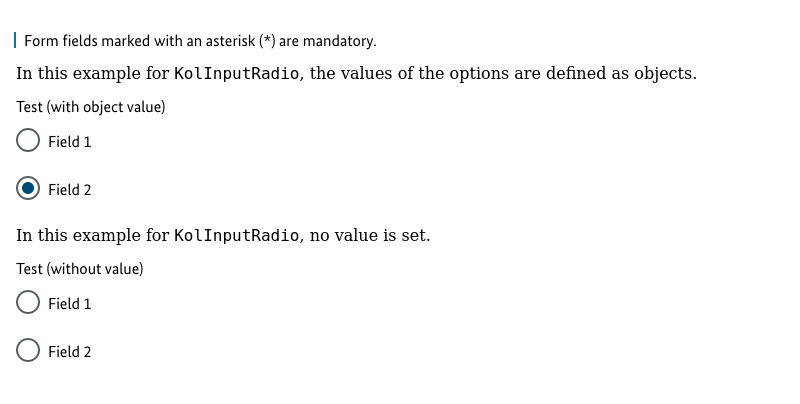 Form fields marked with an asterisk (*) are mandatory.
In this example for KolInputRadio, the values of the options are defined as objects.
Test (with object value)
Field 1
Field 2
In this example for KolInputRadio, no value is set.
Test (without value)
Field 1
Field 2